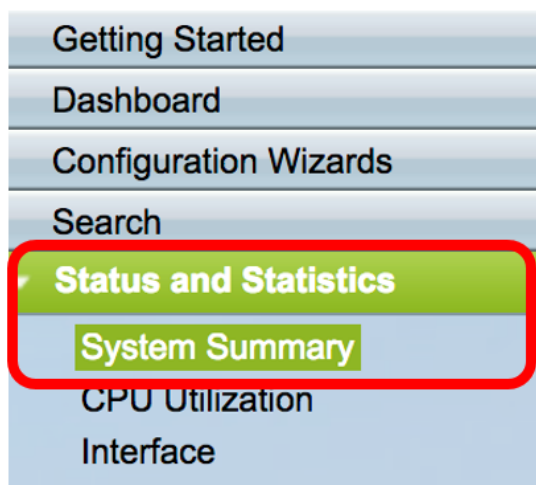 Getting Started
Dashboard
Configuration Wizards
Search
Status and Statistics
System Summary
CPU Utilization
Interface